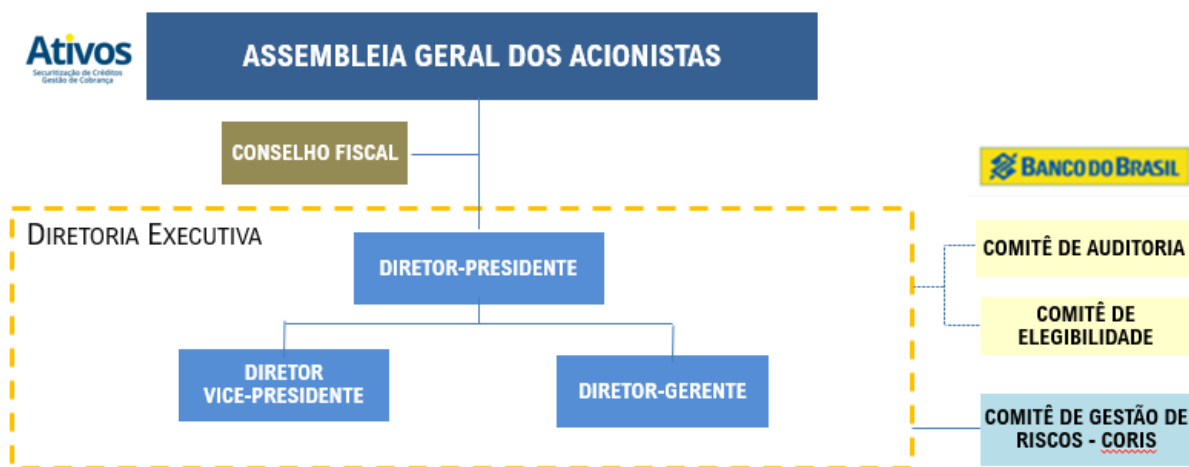 Ativos
Securitização de Créditos
Gestão de Cobrança
ASSEMBLEIA GERAL DOS ACIONISTAS
CONSELHO FISCAL
BANCO DO BRASIL
DIRETORIA EXECUTIVA
DIRETOR-PRESIDENTE
COMITÊ DE AUDITORIA
COMITÊ DE
ELEGIBILIDADE
DIRETOR
VICE-PRESIDENTE
DIRETOR-GERENTE
COMITÊ DE GESTÃO DE
RISCOS - CORIS